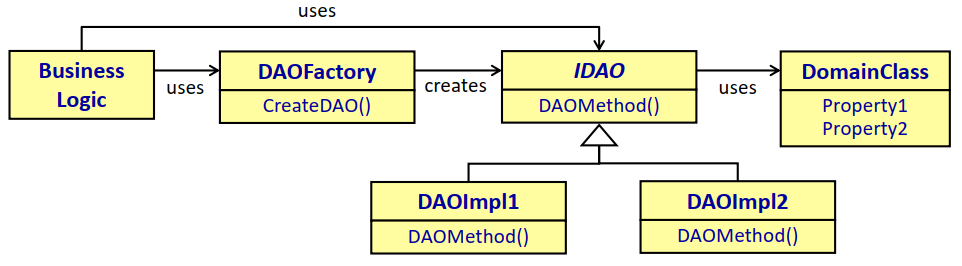 uses
Business
Logic
uses
DAOFactory
CreateDAO()
creates
IDAO
DAOMethod()
uses
DomainClass
Property1
Property2
DAOImpl1
DAOMethod()
DAOImpl2
DAOMethod()